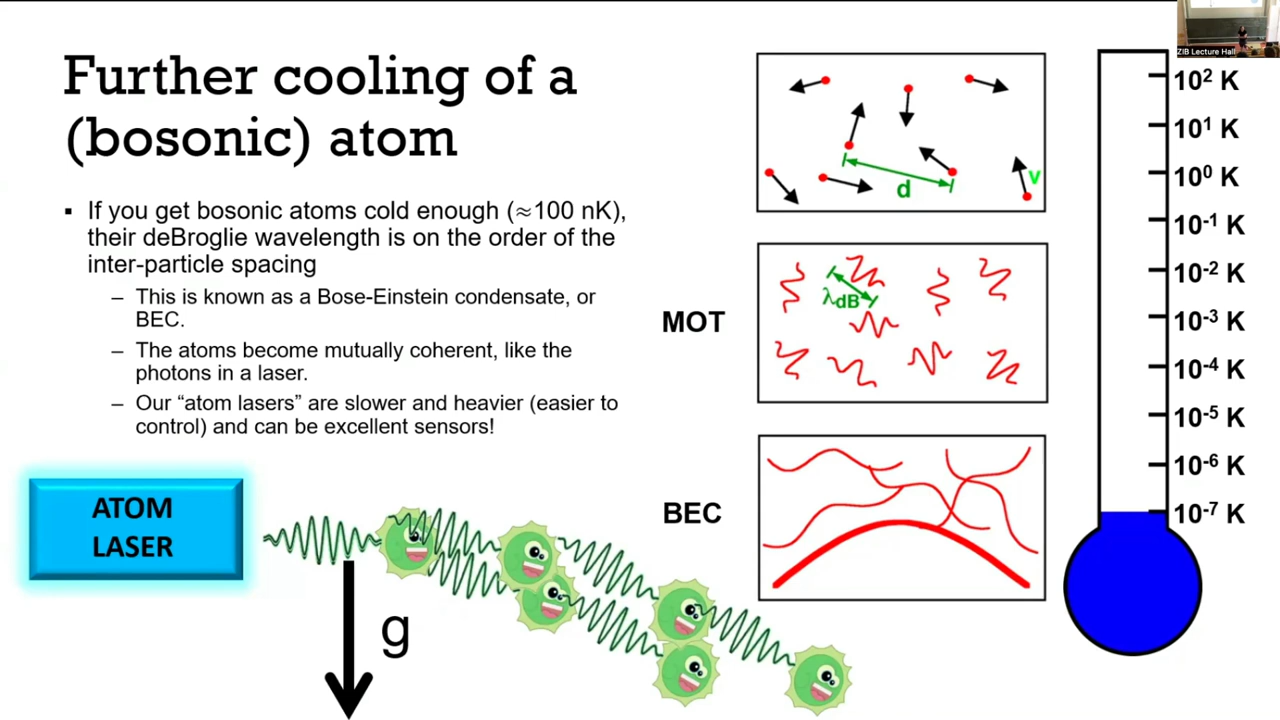 Further cooling of a
(bosonic) atom
▪ If you get bosonic atoms cold enough (≈100 nK),
their deBroglie wavelength is on the order of the
inter-particle spacing
– This is known as a Bose-Einstein condensate, or
BEC.
– The atoms become mutually coherent, like the
photons in a laser.
– Our “atom lasers” are slower and heavier (easier to
control) and can be excellent sensors!
ATOM
LASER
g
d
v
MOT
λdB
BEC
10² K
10¹ K
10⁰ K
10⁻¹ K
10⁻² K
10⁻³ K
10⁻⁴ K
10⁻⁵ K
10⁻⁶ K
10⁻⁷ K
ZIB Lecture Hall